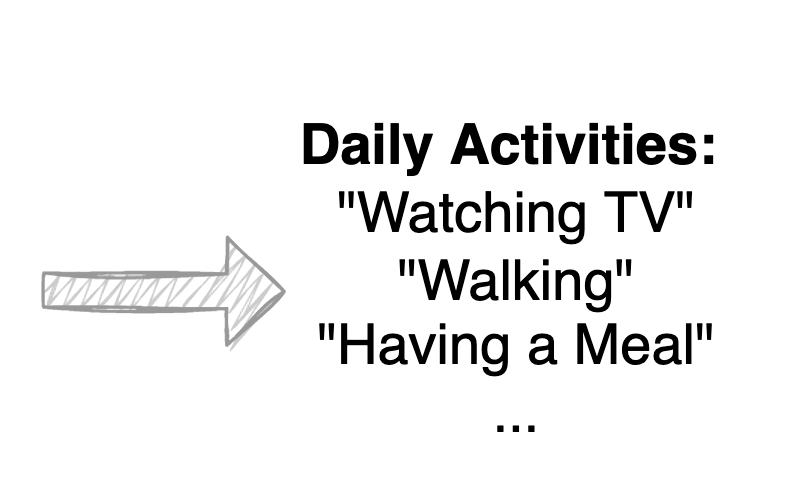 Daily Activities:
"Watching TV"
"Walking"
"Having a Meal"
...